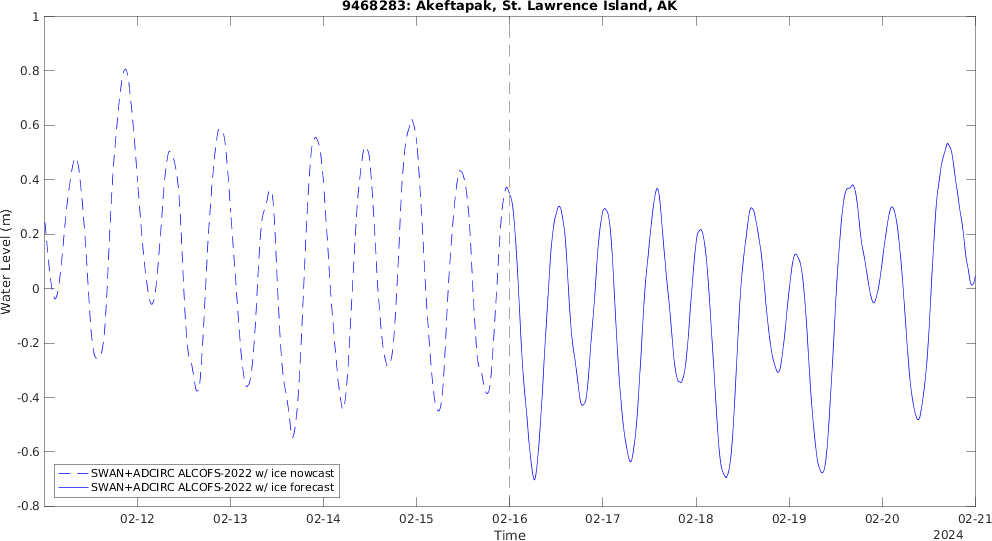 9468283: Akeftapak, St. Lawrence Island, AK
1
0.8
0.6
0.4
0.2
0
-0.2
-0.4
-0.6
-0.8
Water Level (m)
SWAN+ADCIRC ALCOFS-2022 w/ ice nowcast
SWAN+ADCIRC ALCOFS-2022 w/ ice forecast
02-12 02-13 02-14 02-15 02-16 02-17 02-18 02-19 02-20 02-21
Time
2024